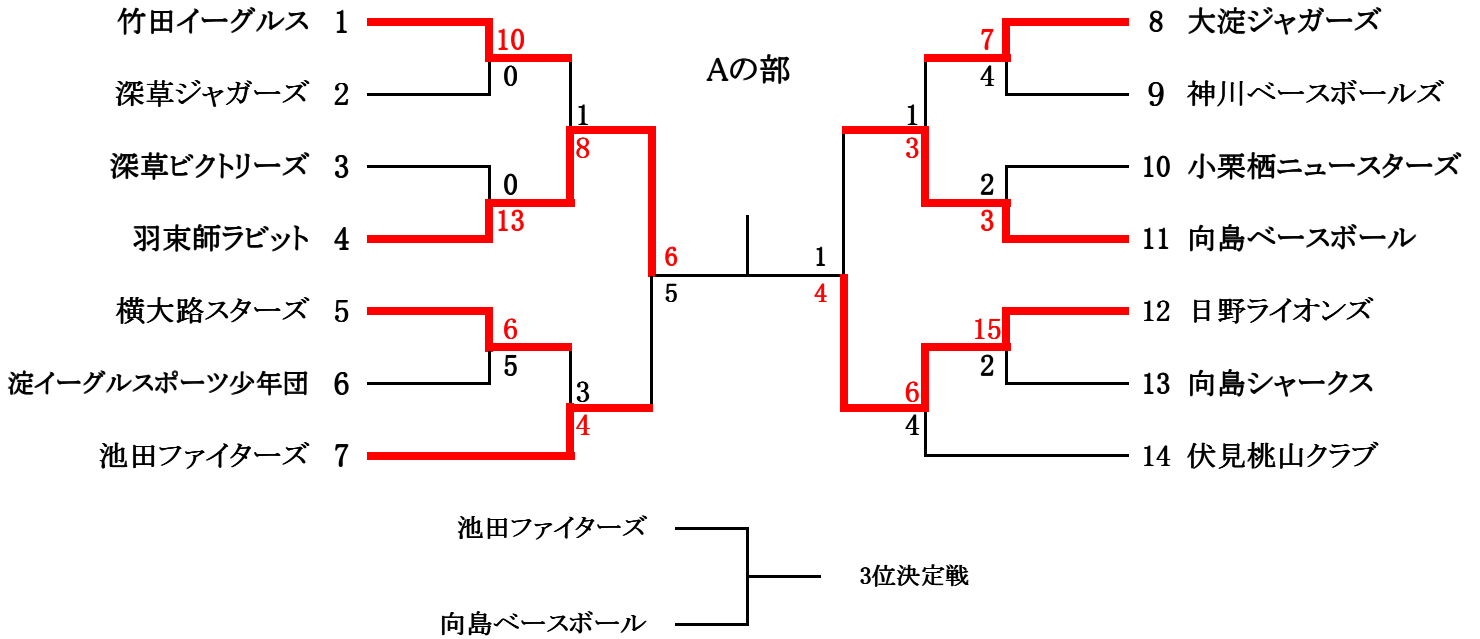 Aの部
竹田イーグルス 1
深草ジャガーズ 2
深草ビクトリーズ 3
羽束師ラビット 4
横大路スターズ 5
淀イーグルスポーツ少年団 6
池田ファイターズ 7
10
0
0
13
6
5
1
8
3
4
6
5
1
4
1
3
6
4
7
4
2
3
15
2
8 大淀ジャガーズ
9 神川ベースボールズ
10 小栗栖ニュースターズ
11 向島ベースボール
12 日野ライオンズ
13 向島シャークス
14 伏見桃山クラブ
池田ファイターズ
向島ベースボール
3位決定戦